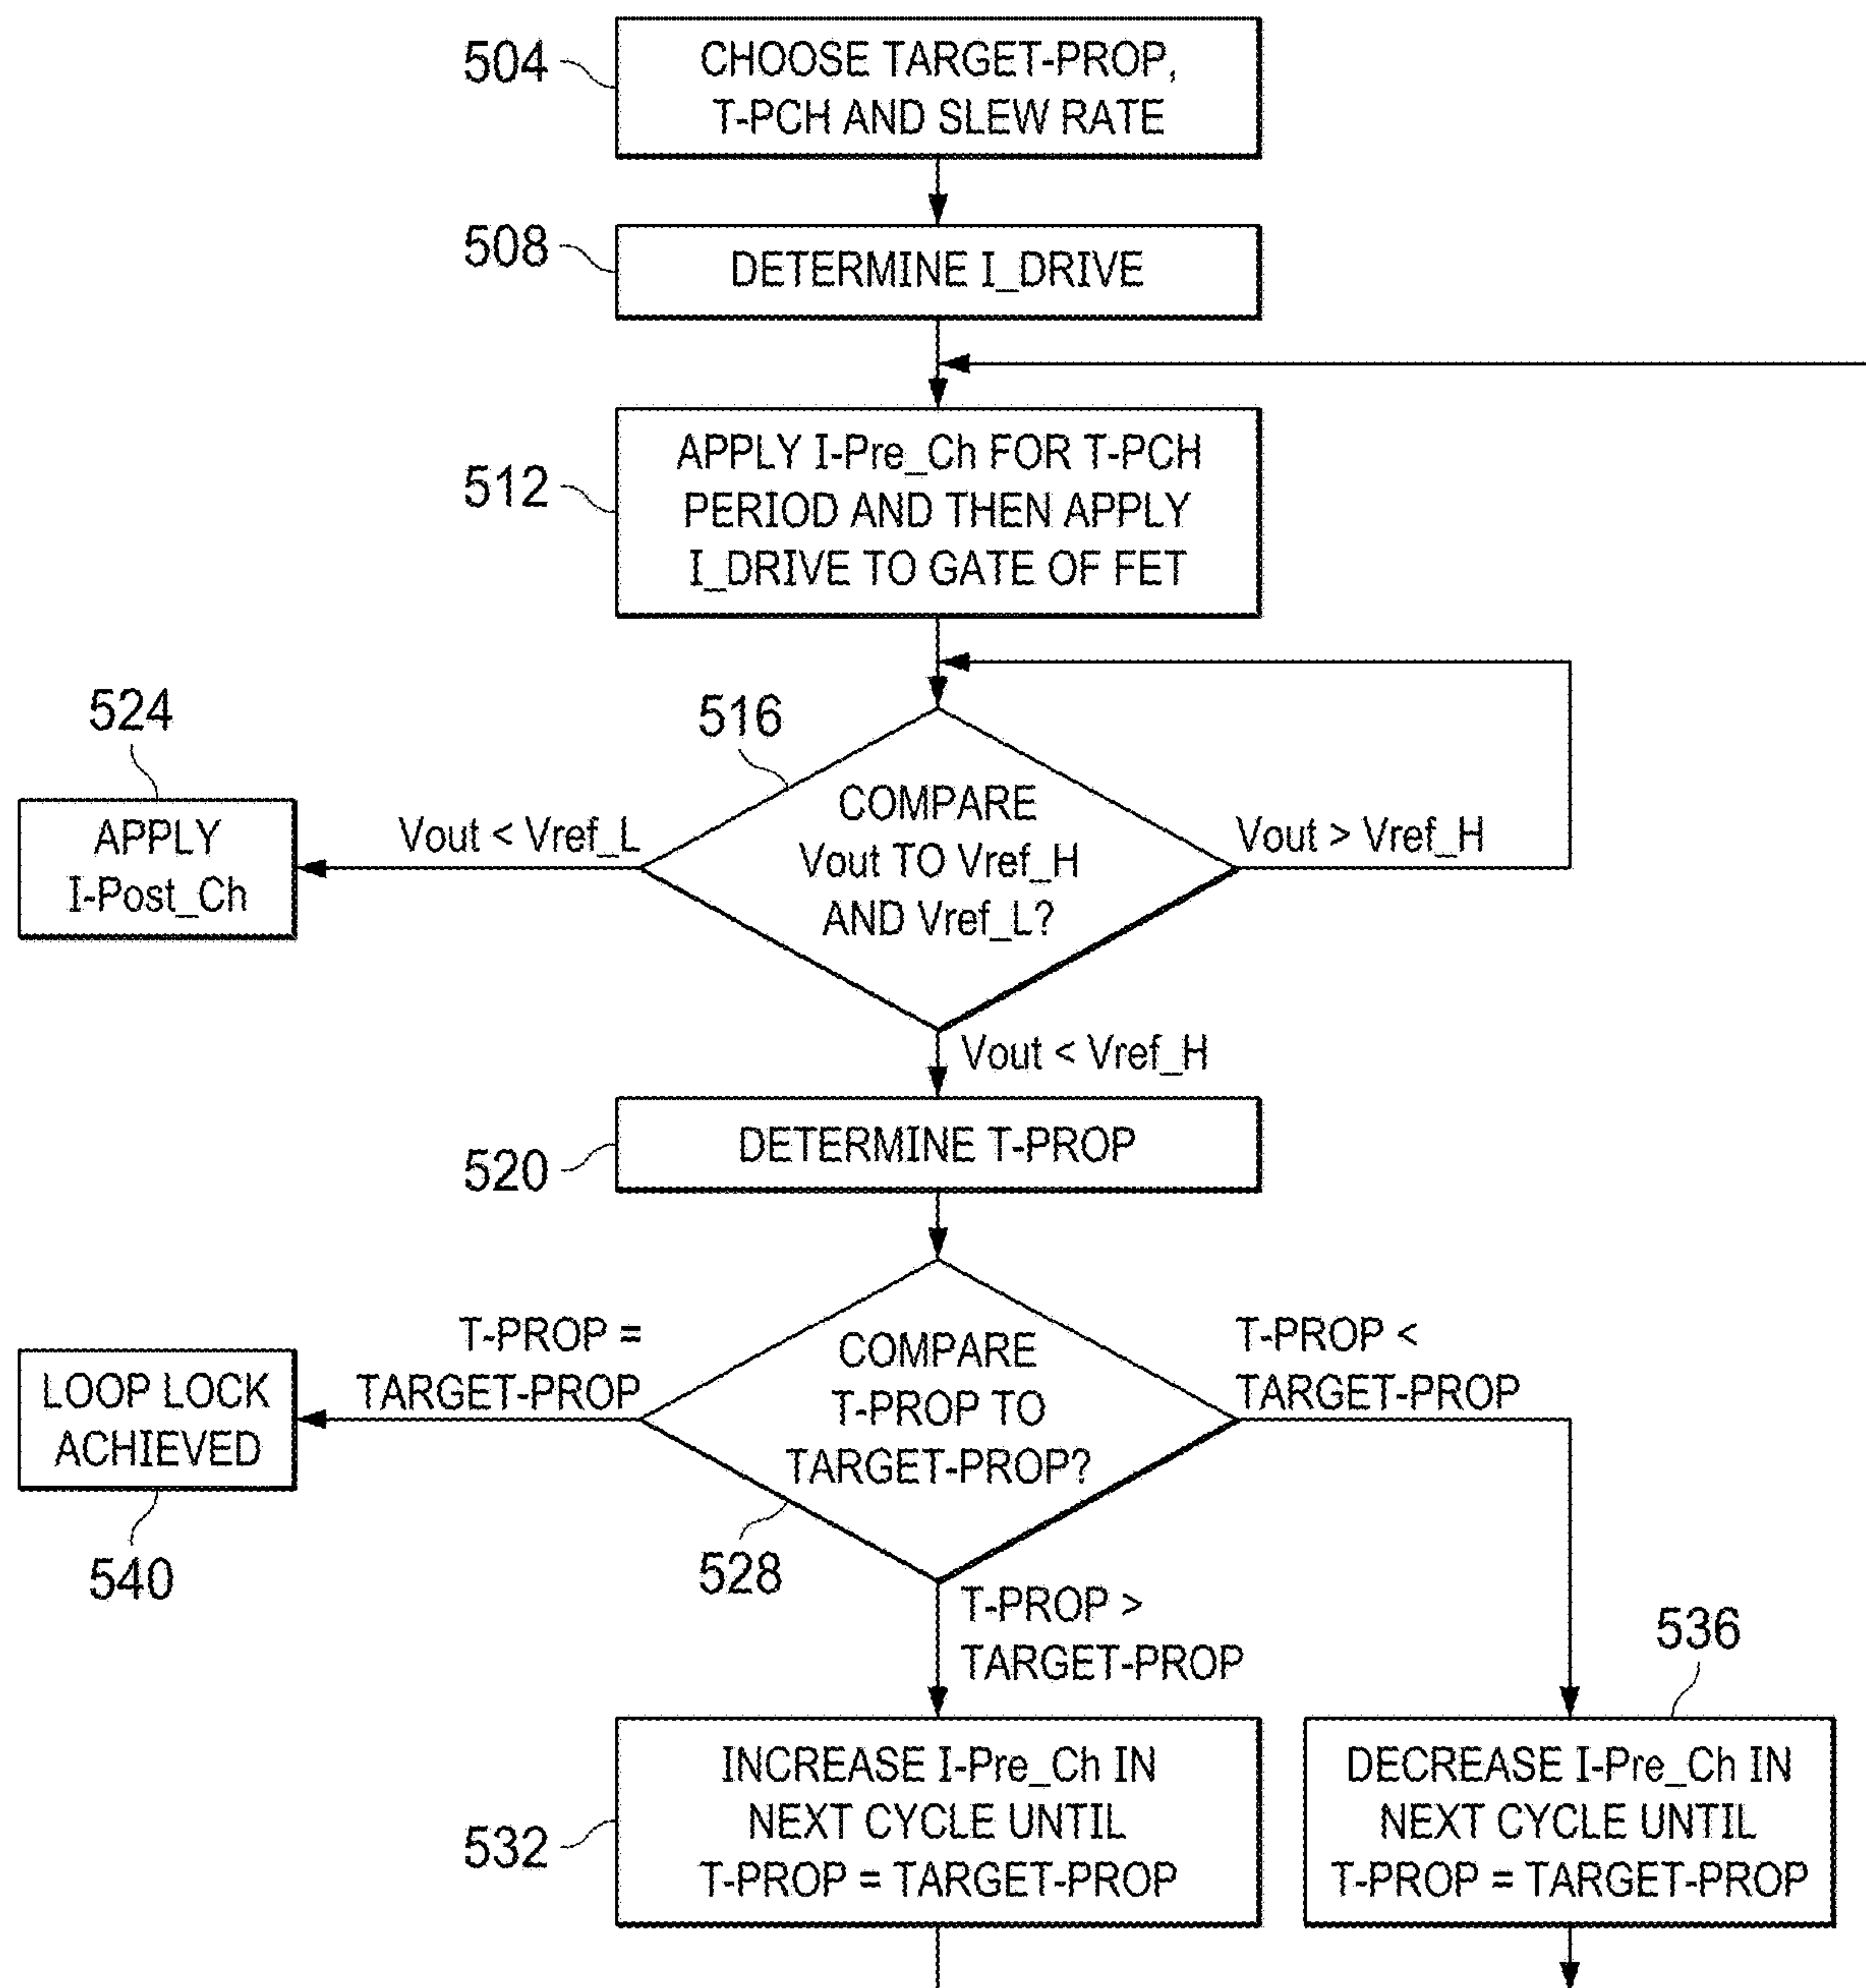 504
CHOOSE TARGET-PROP,
T-PCH AND SLEW RATE
508
DETERMINE I_DRIVE
512
APPLY I-Pre_Ch FOR T-PCH
PERIOD AND THEN APPLY
I_DRIVE TO GATE OF FET
524
APPLY
I-Post_Ch
Vout < Vref_L
516
COMPARE
Vout TO Vref_H
AND Vref_L?
Vout > Vref_H
Vout < Vref_H
520
DETERMINE T-PROP
LOOP LOCK
ACHIEVED
540
T-PROP =
TARGET-PROP
COMPARE
T-PROP TO
TARGET-PROP?
528
T-PROP <
TARGET-PROP
T-PROP >
TARGET-PROP
532
INCREASE I-Pre_Ch IN
NEXT CYCLE UNTIL
T-PROP = TARGET-PROP
536
DECREASE I-Pre_Ch IN
NEXT CYCLE UNTIL
T-PROP = TARGET-PROP